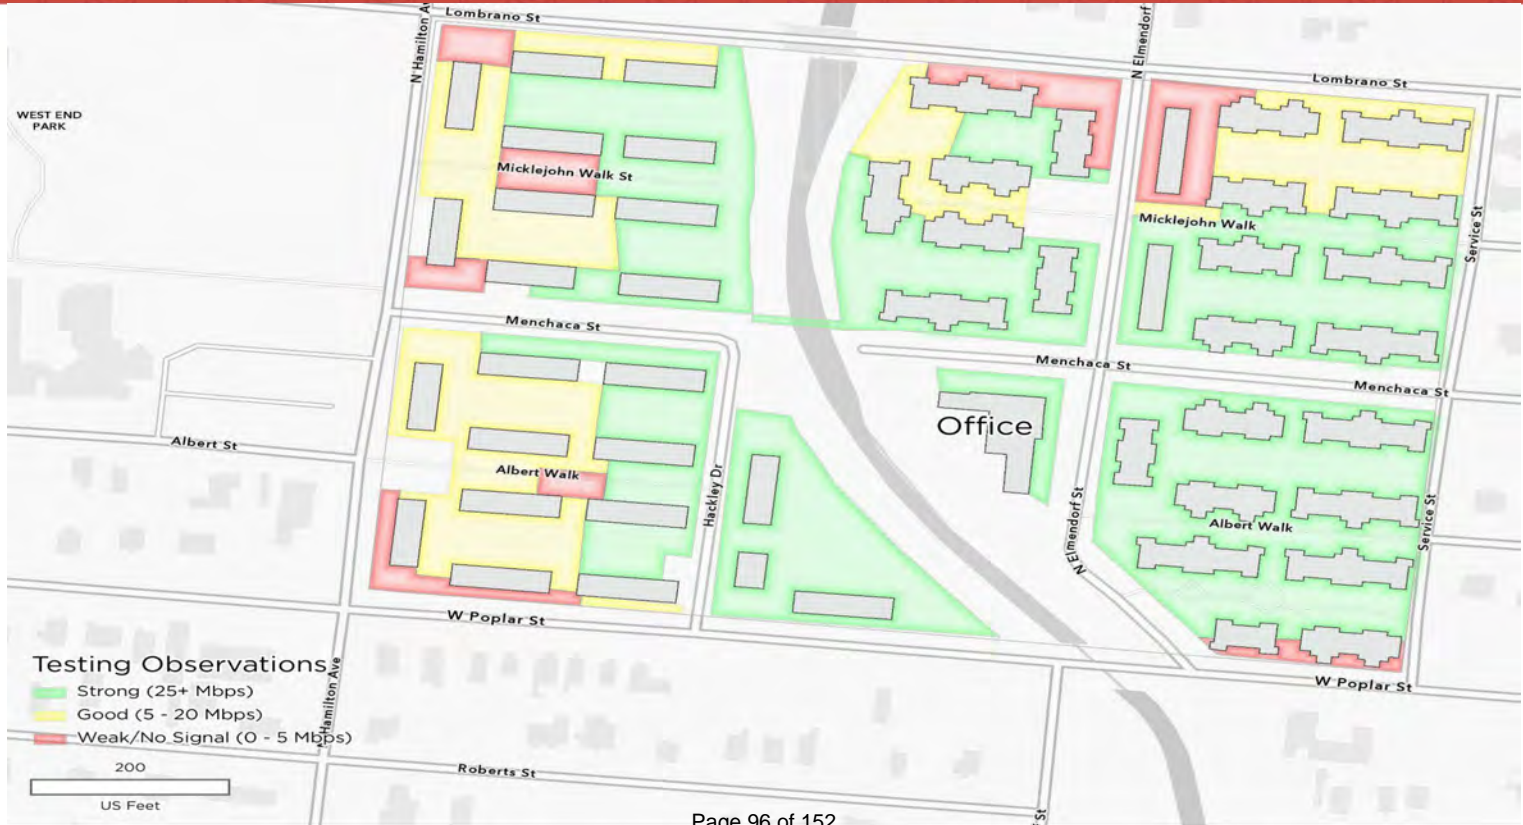 Lombrano St
N Hamilton Av
N Elmendorf
Lombrano St
WEST END
PARK
Micklejohn Walk St
Micklejohn Walk
Service St
Menchaca St
Menchaca St
Menchaca St
Office
Albert St
Albert Walk
Hackley Dr
N Elmendorf St
Albert Walk
Service St
W Poplar St
W Poplar St
Testing Observations
Strong (25+ Mbps)
Good (5 - 20 Mbps)
Weak/No Signal (0 - 5 Mbps)
Hamilton Ave
200
US Feet
Roberts St
St
Page 96 of 152